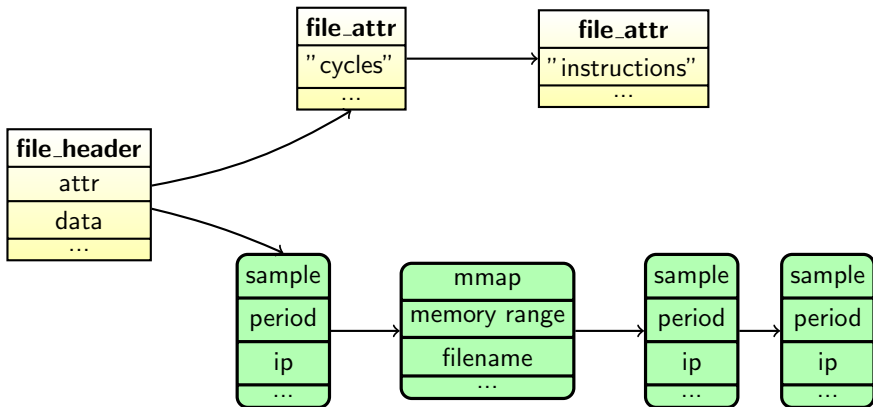 file_attr
"cycles"
...
file_attr
"instructions"
...
file_header
attr
data
...
sample
period
ip
...
mmap
memory range
filename
...
sample
period
ip
...
sample
period
ip
...